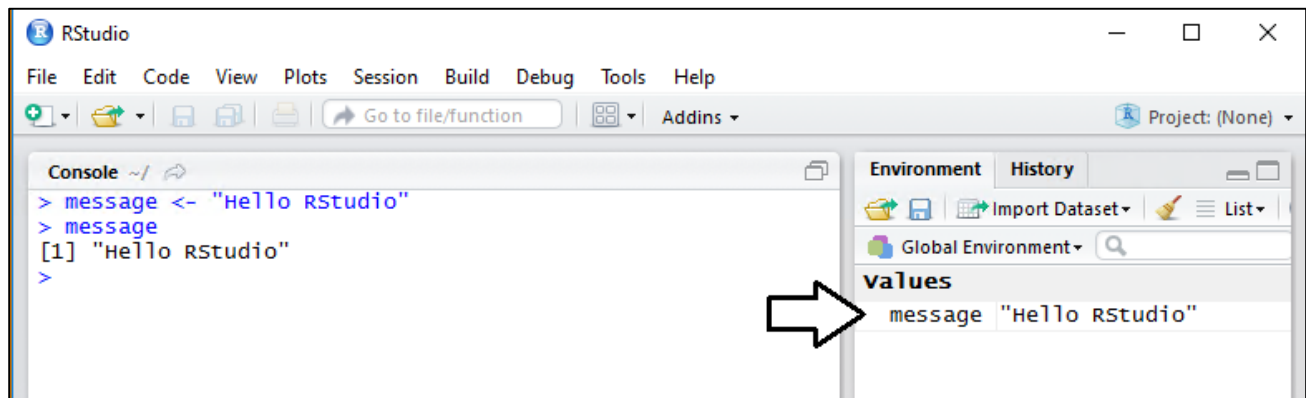 RStudio
File Edit Code View Plots Session Build Debug Tools Help
Go to file/function Addins Project: (None)
Console ~/
> message <- "Hello RStudio"
> message
[1] "Hello RStudio"
>
Environment History
Import Dataset List
Global Environment
Values
message "Hello RStudio"